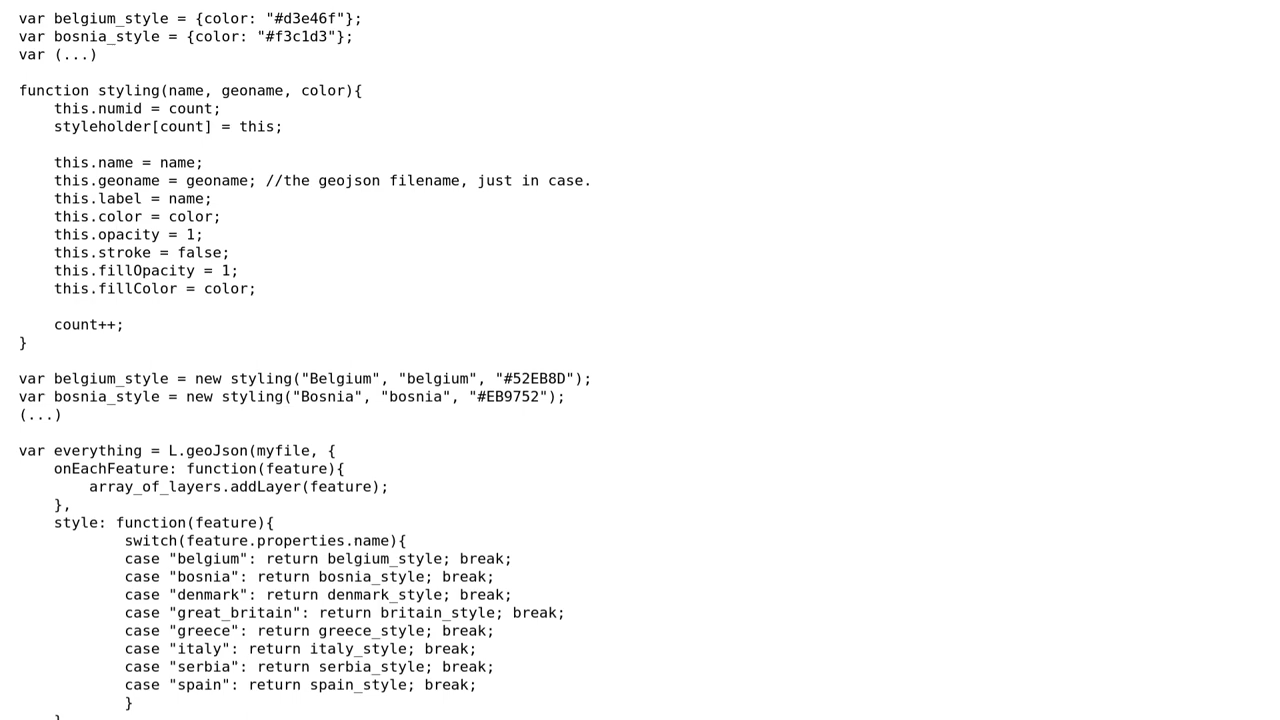 var belgium_style = {color: "#d3e46f"};
var bosnia_style = {color: "#f3c1d3"};
var (...)

function styling(name, geoname, color){
    this.numid = count;
    styleholder[count] = this;

    this.name = name;
    this.geoname = geoname; //the geojson filename, just in case.
    this.label = name;
    this.color = color;
    this.opacity = 1;
    this.stroke = false;
    this.fillOpacity = 1;
    this.fillColor = color;

    count++;
}

var belgium_style = new styling("Belgium", "belgium", "#52EB8D");
var bosnia_style = new styling("Bosnia", "bosnia", "#EB9752");
(...)

var everything = L.geoJson(myfile, {
    onEachFeature: function(feature){
        array_of_layers.addLayer(feature);
    },
    style: function(feature){
            switch(feature.properties.name){
            case "belgium": return belgium_style; break;
            case "bosnia": return bosnia_style; break;
            case "denmark": return denmark_style; break;
            case "great_britain": return britain_style; break;
            case "greece": return greece_style; break;
            case "italy": return italy_style; break;
            case "serbia": return serbia_style; break;
            case "spain": return spain_style; break;
            }
    }